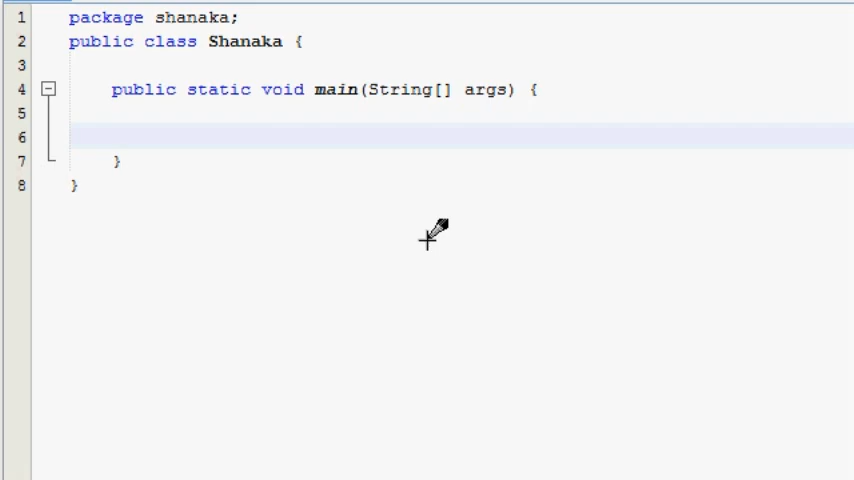 1 package shanaka;
2 public class Shanaka {
3
4 public static void main(String[] args) {
5
6
7 }
8 }